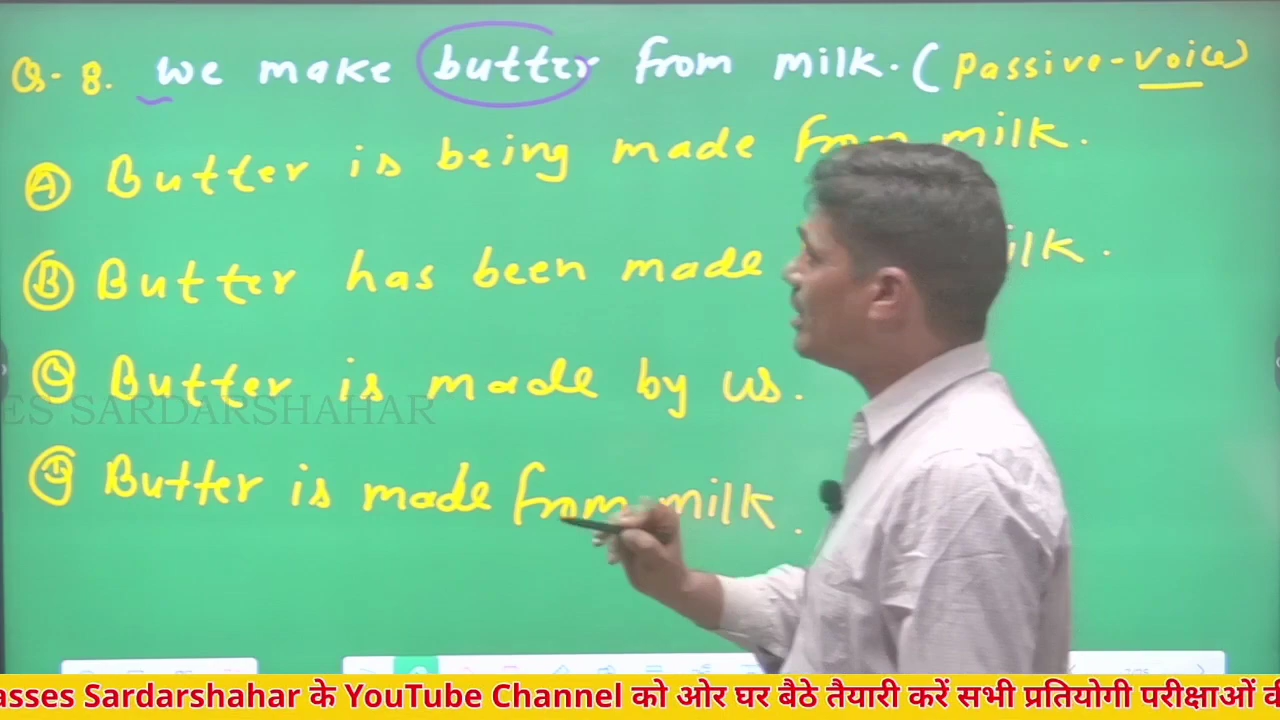 Q-8. we make butter from milk. (Passive-voice)
A Butter is being made from milk.
B Butter has been made milk.
C Butter is made by us.
ES SARDARSHAHAR
D Butter is made from milk.
asses Sardarshahar के YouTube Channel को ओर घर बैठे तैयारी करें सभी प्रतियोगी परीक्षाओं की